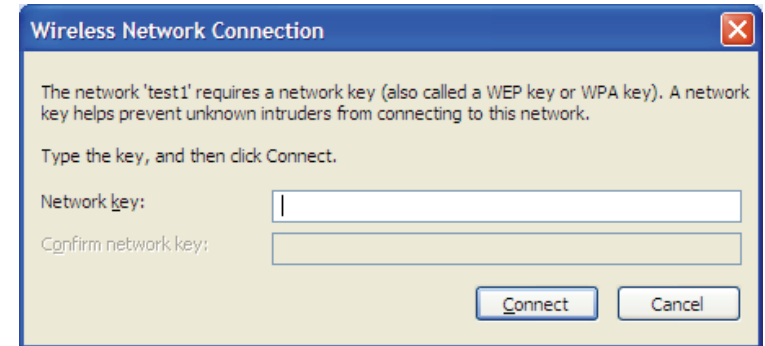 Wireless Network Connection
The network 'test1' requires a network key (also called a WEP key or WPA key). A network
key helps prevent unknown intruders from connecting to this network.
Type the key, and then click Connect.
Network key:
Confirm network key:
Connect Cancel